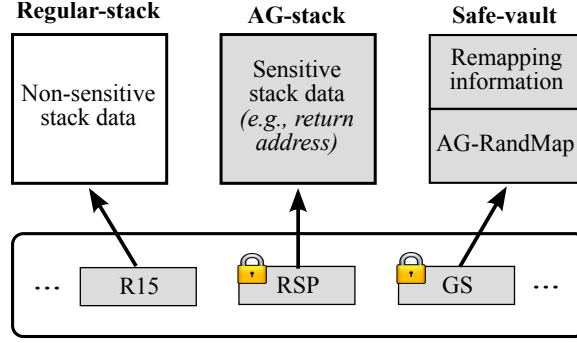 Regular-stack
AG-stack
Safe-vault
Non-sensitive
stack data
Sensitive
stack data
(e.g., return
address)
Remapping
information
AG-RandMap
... R15 RSP GS ...